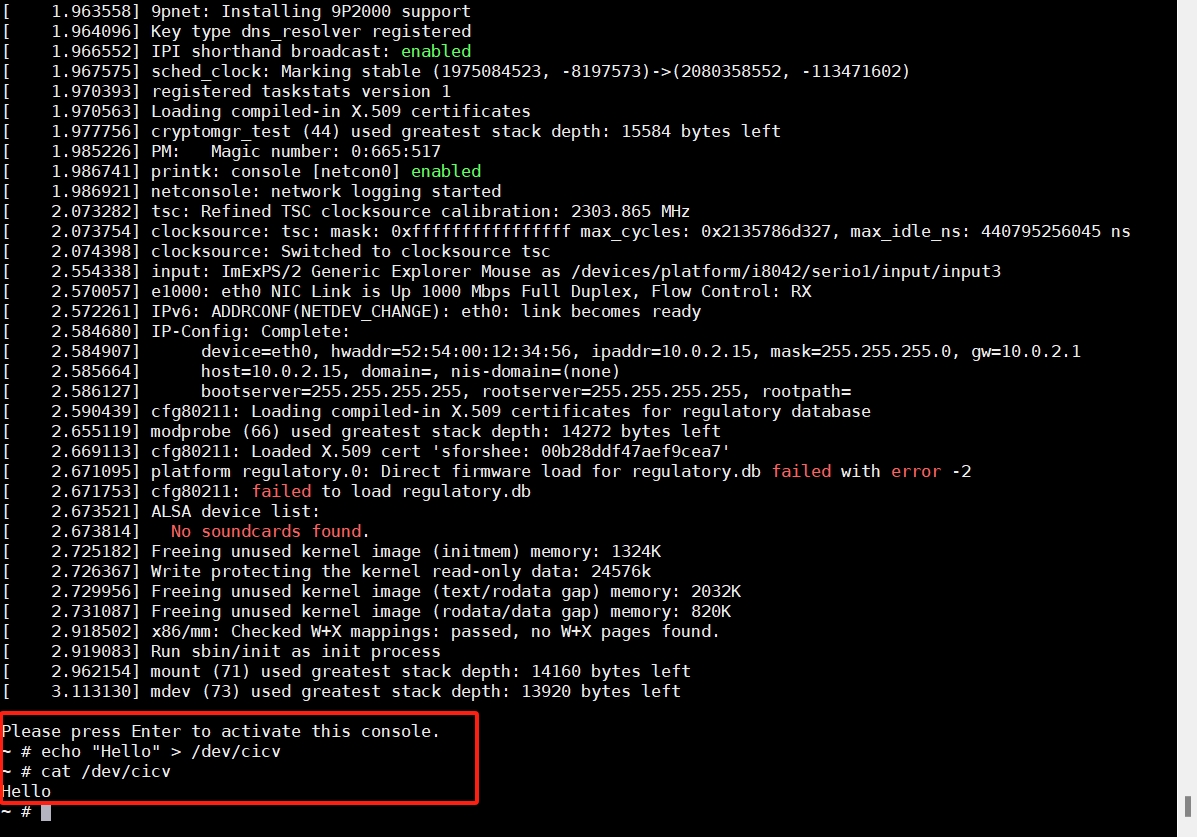 [    1.963558] 9pnet: Installing 9P2000 support
[    1.964096] Key type dns_resolver registered
[    1.966552] IPI shorthand broadcast: enabled
[    1.967575] sched_clock: Marking stable (1975084523, -8197573)->(2080358552, -113471602)
[    1.970393] registered taskstats version 1
[    1.970563] Loading compiled-in X.509 certificates
[    1.977756] cryptomgr_test (44) used greatest stack depth: 15584 bytes left
[    1.985226] PM:   Magic number: 0:665:517
[    1.986741] printk: console [netcon0] enabled
[    1.986921] netconsole: network logging started
[    2.073282] tsc: Refined TSC clocksource calibration: 2303.865 MHz
[    2.073754] clocksource: tsc: mask: 0xffffffffffffffff max_cycles: 0x2135786d327, max_idle_ns: 440795256045 ns
[    2.074398] clocksource: Switched to clocksource tsc
[    2.554338] input: ImExPS/2 Generic Explorer Mouse as /devices/platform/i8042/serio1/input/input3
[    2.570057] e1000: eth0 NIC Link is Up 1000 Mbps Full Duplex, Flow Control: RX
[    2.572261] IPv6: ADDRCONF(NETDEV_CHANGE): eth0: link becomes ready
[    2.584680] IP-Config: Complete:
[    2.584907]      device=eth0, hwaddr=52:54:00:12:34:56, ipaddr=10.0.2.15, mask=255.255.255.0, gw=10.0.2.1
[    2.585664]      host=10.0.2.15, domain=, nis-domain=(none)
[    2.586127]      bootserver=255.255.255.255, rootserver=255.255.255.255, rootpath=
[    2.590439] cfg80211: Loading compiled-in X.509 certificates for regulatory database
[    2.655119] modprobe (66) used greatest stack depth: 14272 bytes left
[    2.669113] cfg80211: Loaded X.509 cert 'sforshee: 00b28ddf47aef9cea7'
[    2.671095] platform regulatory.0: Direct firmware load for regulatory.db failed with error -2
[    2.671753] cfg80211: failed to load regulatory.db
[    2.673521] ALSA device list:
[    2.673814]   No soundcards found.
[    2.725182] Freeing unused kernel image (initmem) memory: 1324K
[    2.726367] Write protecting the kernel read-only data: 24576k
[    2.729956] Freeing unused kernel image (text/rodata gap) memory: 2032K
[    2.731087] Freeing unused kernel image (rodata/data gap) memory: 820K
[    2.918502] x86/mm: Checked W+X mappings: passed, no W+X pages found.
[    2.919083] Run sbin/init as init process
[    2.962154] mount (71) used greatest stack depth: 14160 bytes left
[    3.113130] mdev (73) used greatest stack depth: 13920 bytes left
Please press Enter to activate this console.
~ # echo "Hello" > /dev/cicv
~ # cat /dev/cicv
Hello
~ #